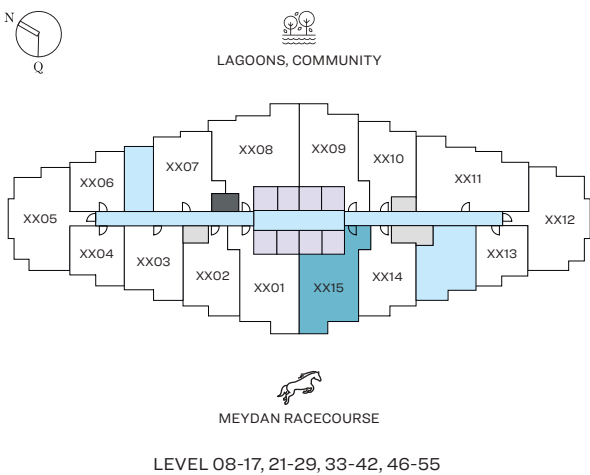 N
Q
LAGOONS, COMMUNITY
XX08
XX09
XX10
XX07
XX06
XX11
XX05
XX12
XX04
XX03
XX02
XX01
XX15
XX14
XX13
MEYDAN RACECOURSE
LEVEL 08-17, 21-29, 33-42, 46-55